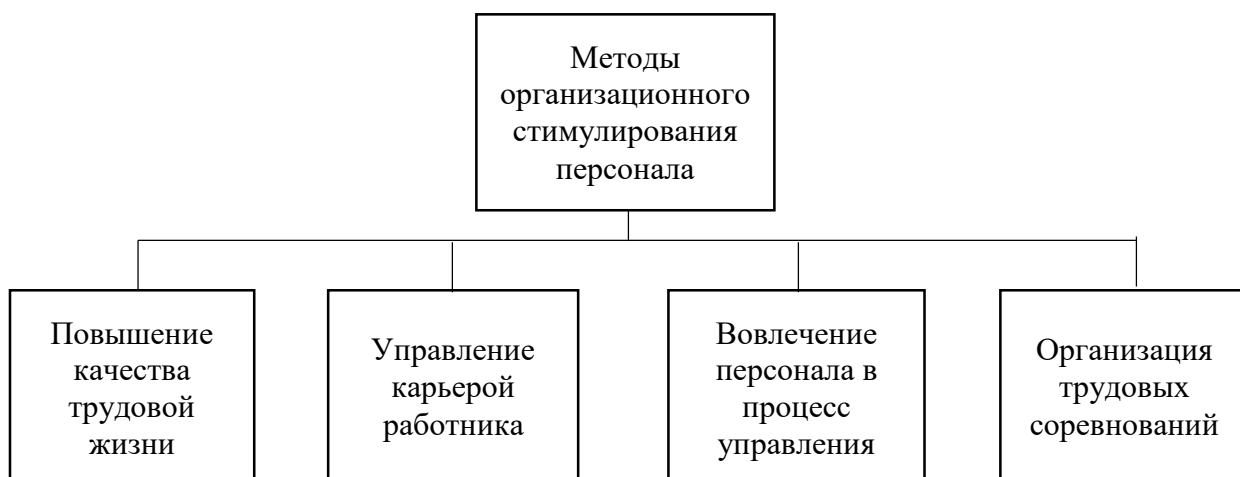 Методы
организационного
стимулирования
персонала
Повышение
качества
трудовой
жизни
Управление
карьерой
работника
Вовлечение
персонала в
процесс
управления
Организация
трудовых
соревнований